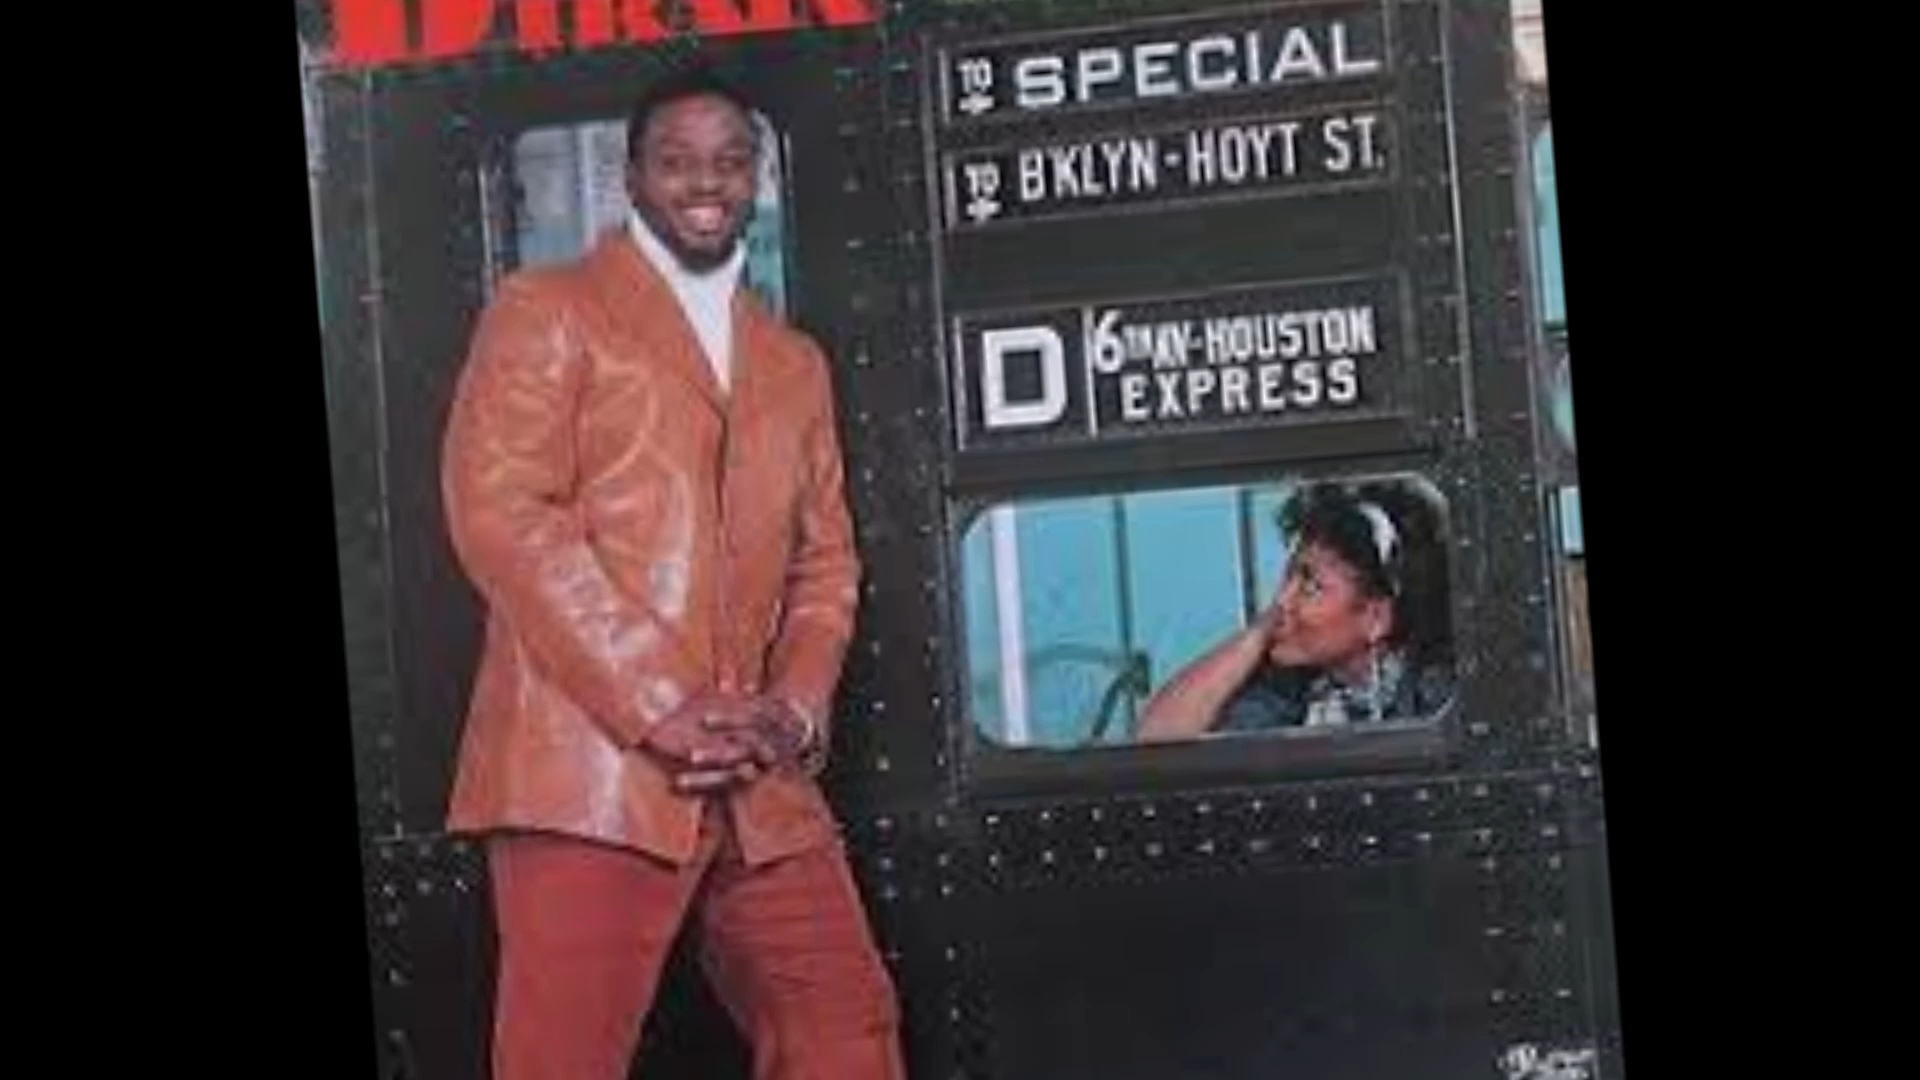 TO SPECIAL
TO B'KLYN-HOYT ST.
D 6TH AV-HOUSTON
EXPRESS